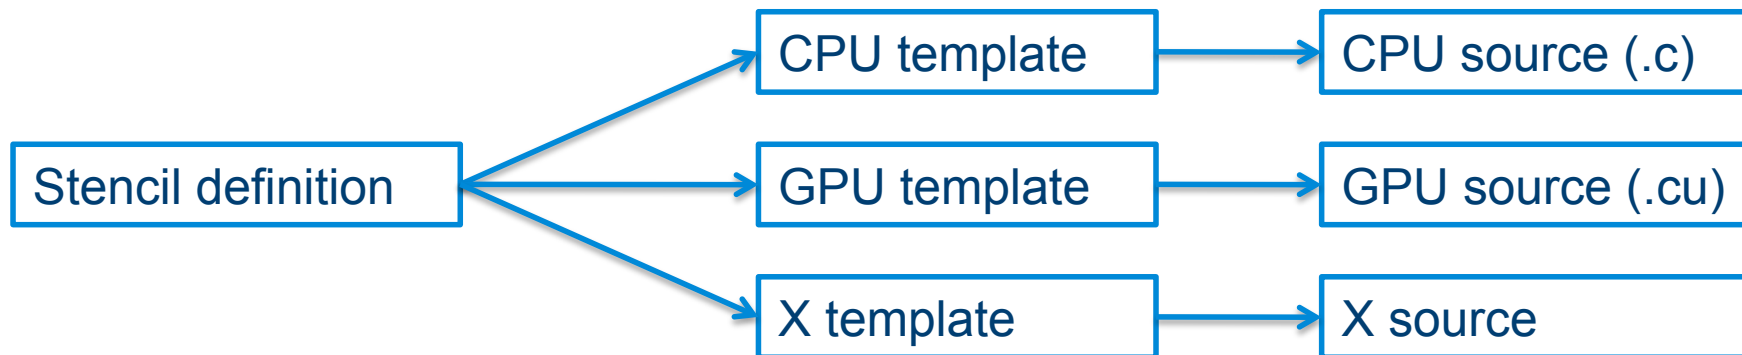 CPU template
CPU source (.c)
Stencil definition
GPU template
GPU source (.cu)
X template
X source